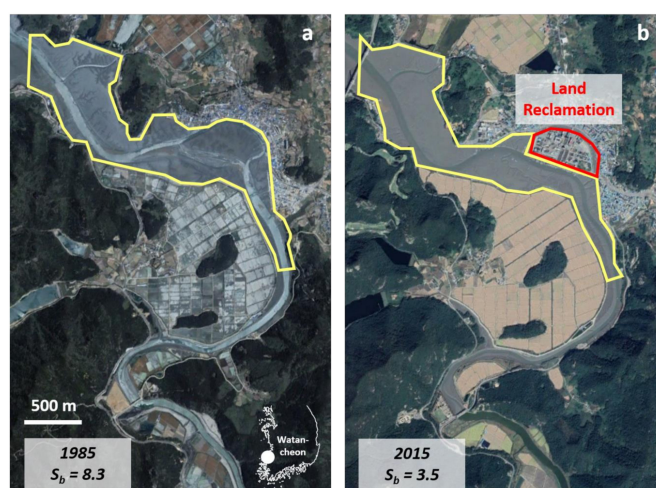 a
b
Land
Reclamation
500 m
Watan-
cheon
1985
S_b = 8.3
2015
S_b = 3.5